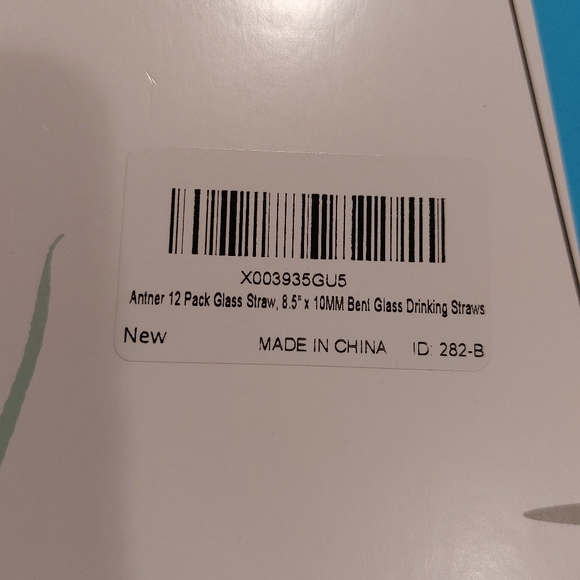 X003935GU5
Antner 12 Pack Glass Straw, 8.5" x 10MM Bent Glass Drinking Straws
New
MADE IN CHINA ID: 282-B